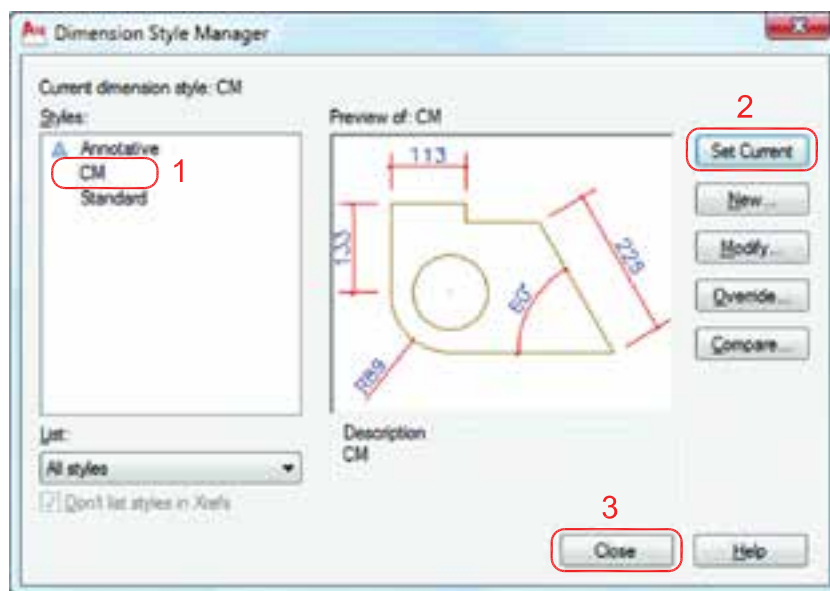 Dimension Style Manager
Current dimension style: CM
Styles:
Annotative
CM
Standard
1
Preview of: CM
113
133
225
60°
R89
2
Set Current
New...
Modify...
Override...
Compare...
List:
All styles
Don't list styles in Xrefs
Description
CM
3
Close
Help